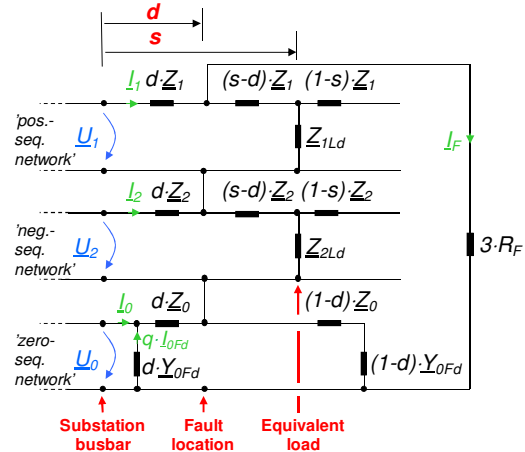 d
s
I1 d·Z1 (s-d)·Z1 (1-s)·Z1
'pos.-
seq.
network'
U1
Z1Ld
IF
I2 d·Z2 (s-d)·Z2 (1-s)·Z2
'neg.-
seq.
network'
U2
Z2Ld
3·RF
I0 d·Z0 (1-d)·Z0
'zero-
seq.
network'
U0
q·I0Fd
d·Y0Fd
(1-d)·Y0Fd
Substation
busbar
Fault
location
Equivalent
load